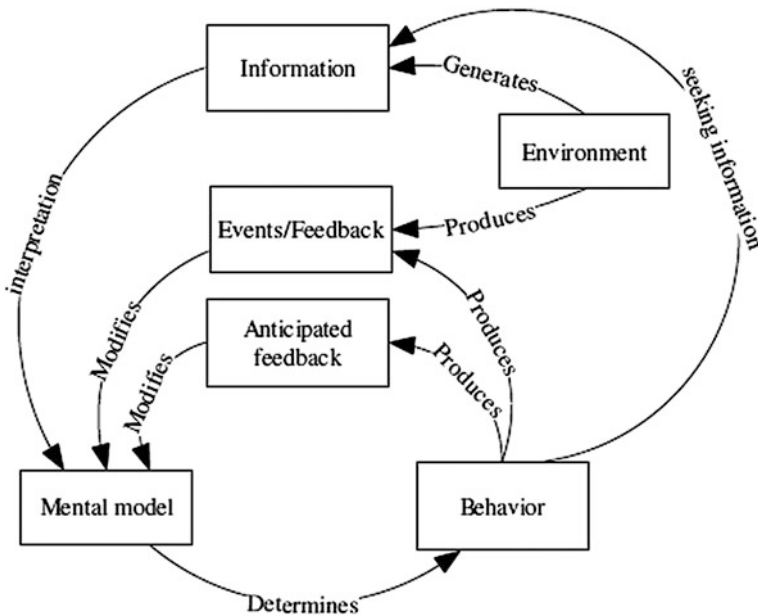 Information
Generates
seeking information
Environment
interpretation
Events/Feedback
Produces
Modifies
Produces
Anticipated
feedback
Modifies
Produces
Mental model
Behavior
Determines